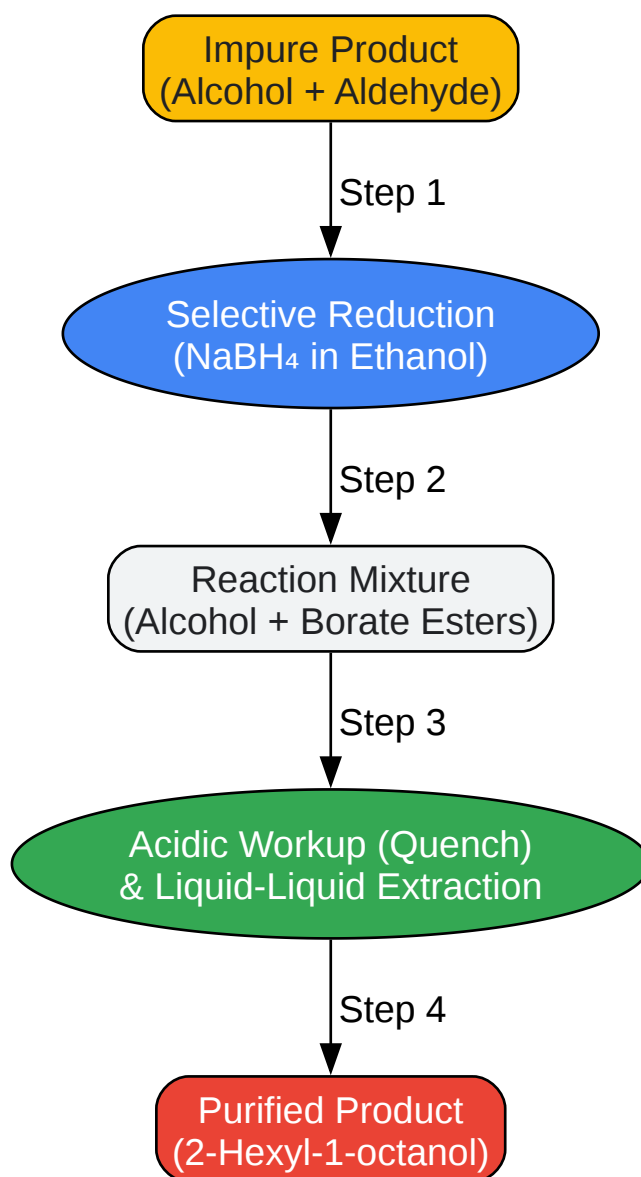 Impure Product
(Alcohol + Aldehyde)
Step 1
Selective Reduction
(NaBH₄ in Ethanol)
Step 2
Reaction Mixture
(Alcohol + Borate Esters)
Step 3
Acidic Workup (Quench)
& Liquid-Liquid Extraction
Step 4
Purified Product
(2-Hexyl-1-octanol)